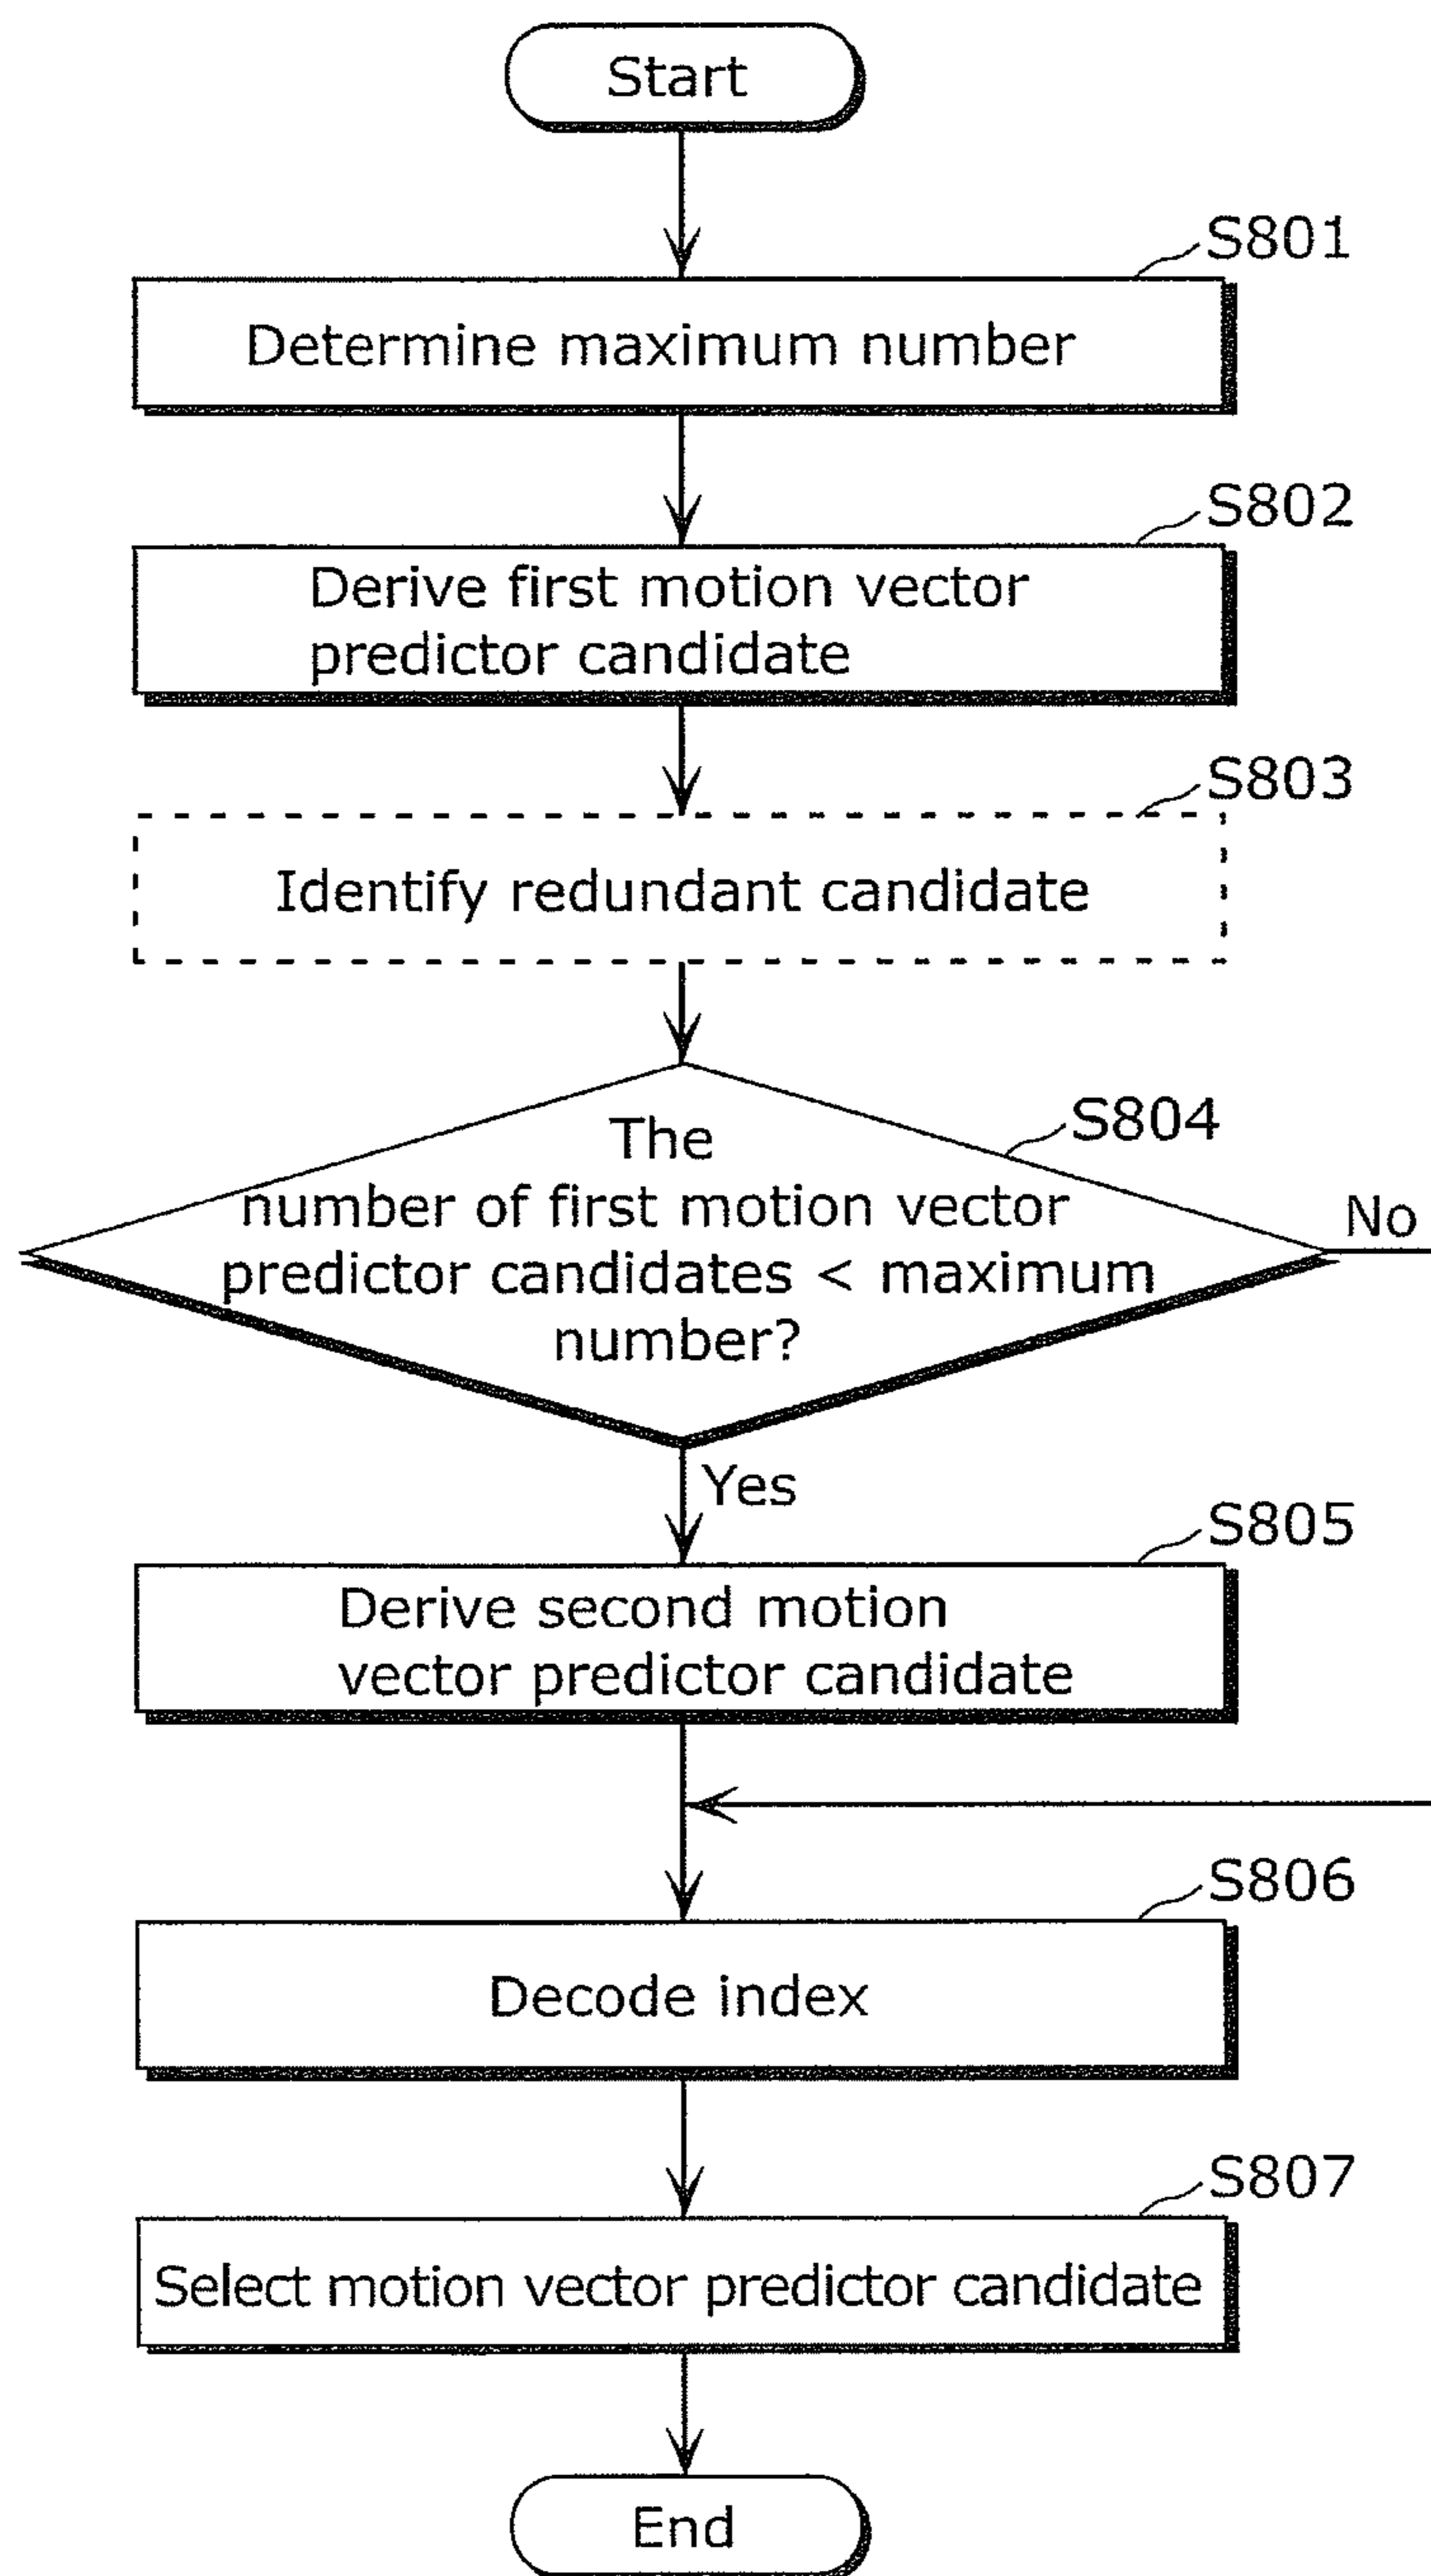 Start
S801
Determine maximum number
S802
Derive first motion vector
predictor candidate
S803
Identify redundant candidate
S804
The
number of first motion vector
predictor candidates < maximum
number?
No
Yes
S805
Derive second motion
vector predictor candidate
S806
Decode index
S807
Select motion vector predictor candidate
End